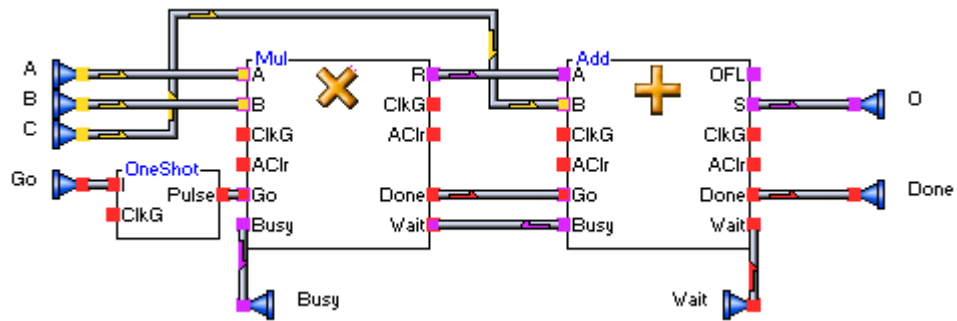 Mul
Add
A
A
R
A
OFL
B
B
ClkG
B
S
O
C
ClkG
AClr
ClkG
ClkG
OneShot
AClr
AClr
AClr
Go
I
Pulse
Go
Done
Go
Done
Done
ClkG
Busy
Wait
Busy
Wait
Busy
Wait